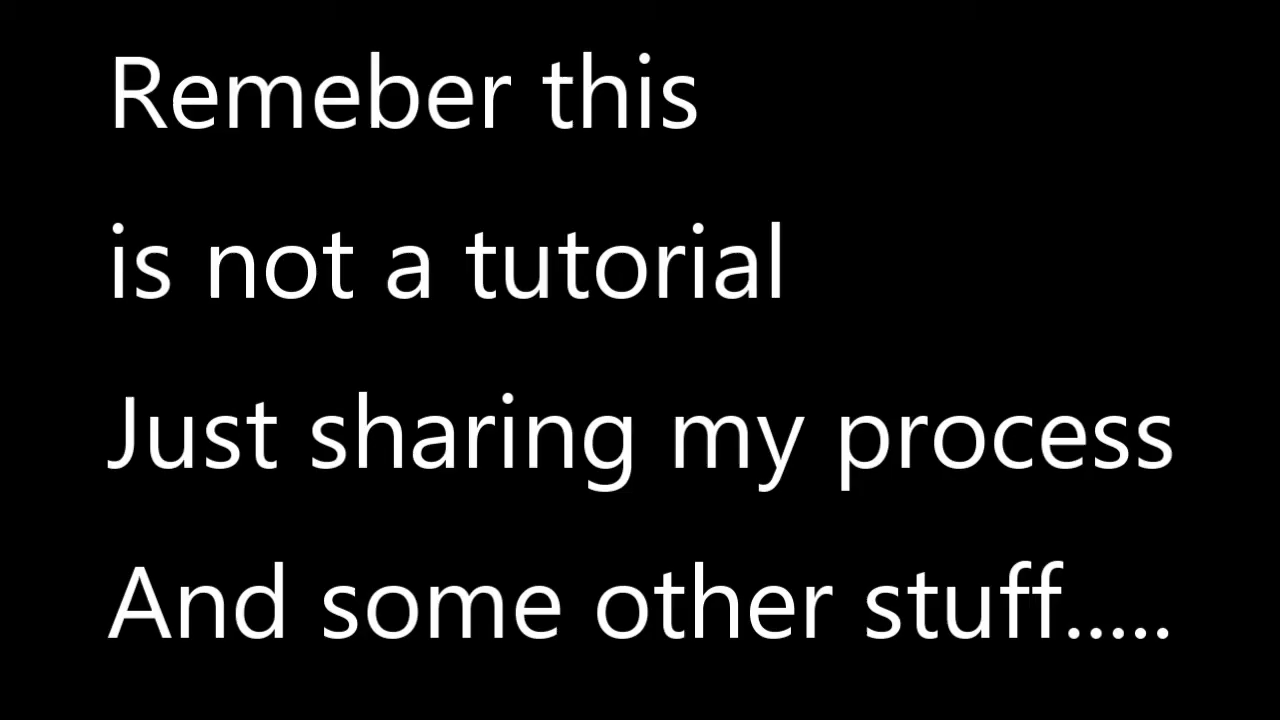 Remeber this
is not a tutorial
Just sharing my process
And some other stuff.....